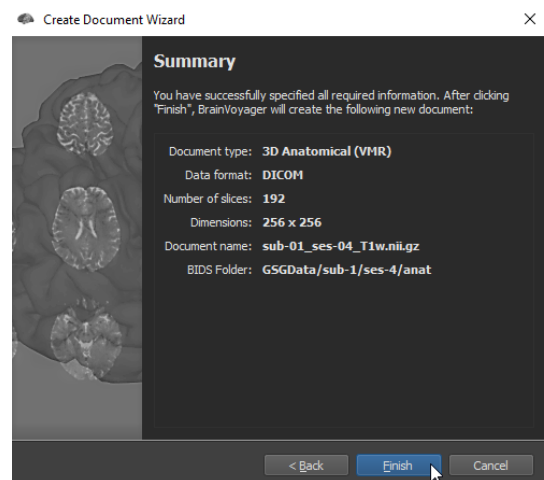 Create Document Wizard
Summary
You have successfully specified all required information. After clicking
"Finish", BrainVoyager will create the following new document:
Document type: 3D Anatomical (VMR)
Data format: DICOM
Number of slices: 192
Dimensions: 256 x 256
Document name: sub-01_ses-04_T1w.nii.gz
BIDS Folder: GSGData/sub-1/ses-4/anat
< Back Finish Cancel